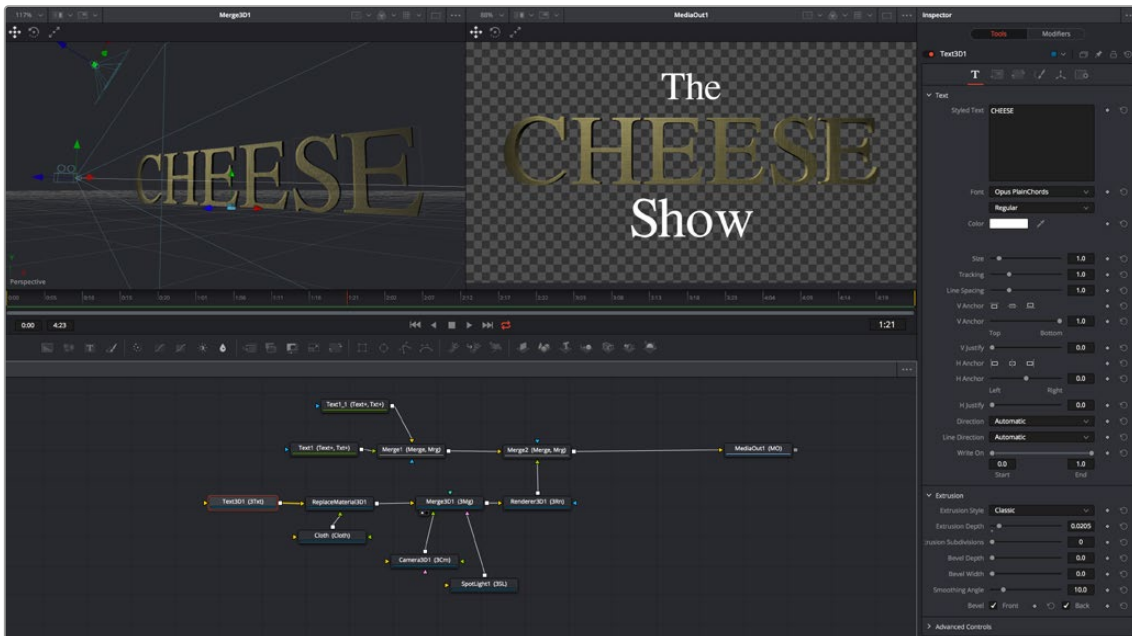 117%
Merge3D1
88%
MediaOut1
Inspector
Tools
Modifiers
Text3D1
CHEESE
Perspective
The
CHEESE
Show
Text
Styled Text
CHEESE
Font
Opus PlainChords
Regular
Color
Size
1.0
Tracking
1.0
Line Spacing
1.0
V Anchor
V Anchor
1.0
Top
Bottom
V Justify
0.0
H Anchor
H Anchor
0.0
Left
Right
H Justify
0.0
Direction
Automatic
Line Direction
Automatic
Write On
0.0
1.0
Start
End
Extrusion
Extrusion Style
Classic
Extrusion Depth
0.0205
trusion Subdivisions
0
Bevel Depth
0.0
Bevel Width
0.0
Smoothing Angle
10.0
Bevel
Front
Back
Advanced Controls
0:00
4:23
1:21
Text1_1 (Text+, Txt+)
Text1 (Text+, Txt+)
Merge1 (Merge, Mrg)
Merge2 (Merge, Mrg)
MediaOut1 (MO)
Text3D1 (3Txt)
ReplaceMaterial3D1
Merge3D1 (3Mg)
Renderer3D1 (3Rn)
Cloth (Cloth)
Camera3D1 (3Cm)
SpotLight1 (3SL)